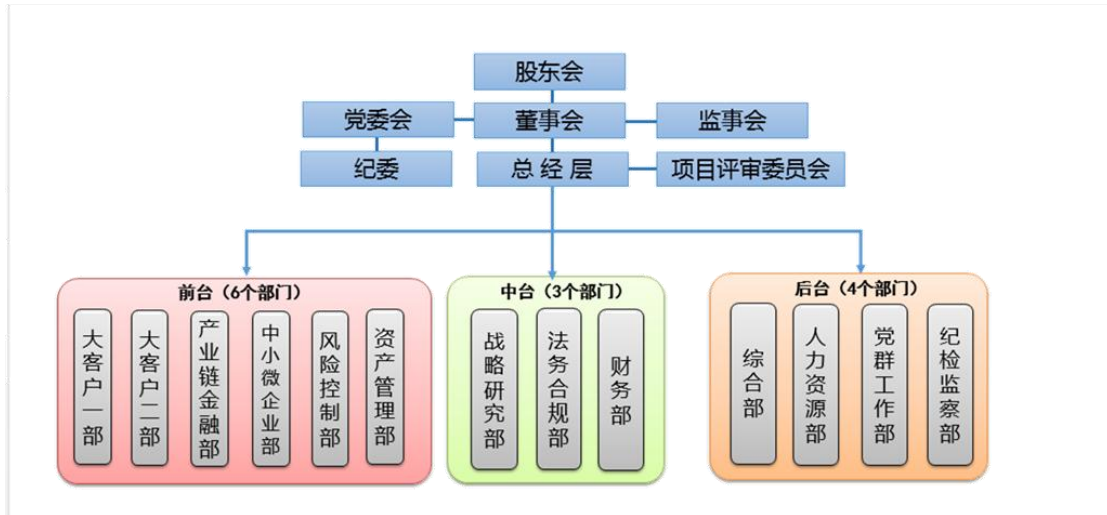 股东会
党委会
董事会
监事会
纪委
总 经 层
项目评审委员会
前台（6个部门）
大客户一部
大客户二部
产业链金融部
中小微企业部
风险控制部
资产管理部
中台（3个部门）
战略研究部
法务合规部
财务部
后台（4个部门）
综合部
人力资源部
党群工作部
纪检监察部